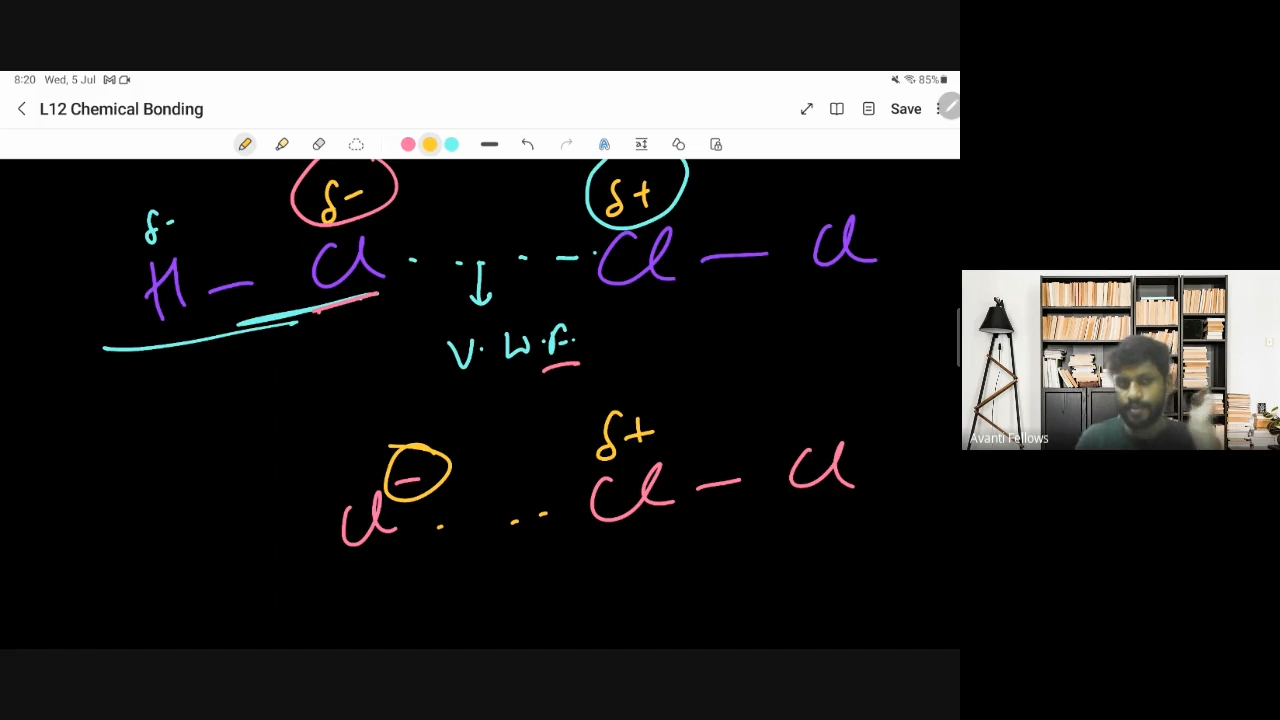 8:20 Wed, 5 Jul 85%
L12 Chemical Bonding Save
δ- δ- δ+
H - Cl . . . . - . Cl - Cl
V. W. F.
δ+
Cl - . . . Cl - Cl
Avanti Fellows